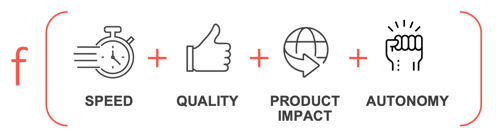 f ( + + + )
SPEED QUALITY PRODUCT IMPACT AUTONOMY